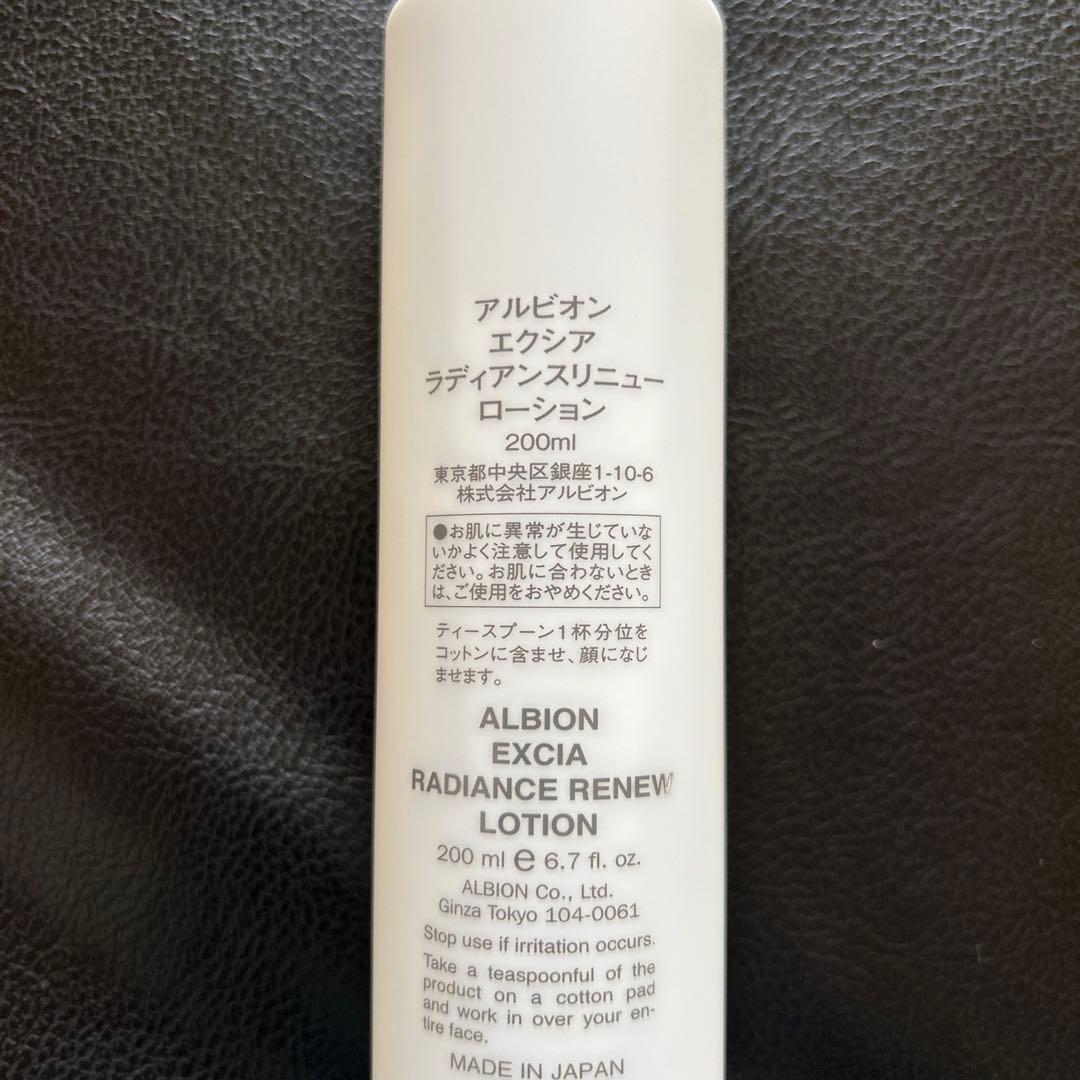 アルビオン
エクシア
ラディアンスリニュー
ローション
200ml
東京都中央区銀座1-10-6
株式会社アルビオン
●お肌に異常が生じていな
いかよく注意して使用してく
ださい。お肌に合わないとき
は、ご使用をおやめください。
ティースプーン1杯分位を
コットンに含ませ、顔になじ
ませます。
ALBION
EXCIA
RADIANCE RENEW
LOTION
200 ml e 6.7 fl. oz.
ALBION Co., Ltd.
Ginza Tokyo 104-0061
Stop use if irritation occurs.
Take a teaspoonful of the
product on a cotton pad
and work in over your en-
tire face.
MADE IN JAPAN